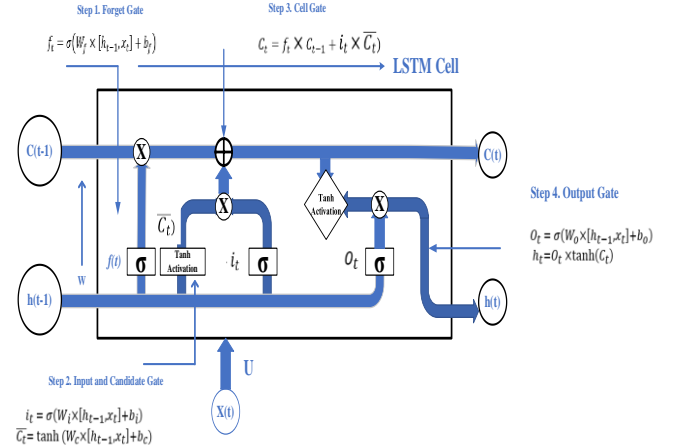 Step 1. Forget Gate
Step 3. Cell Gate
f_t = σ(W_f × [h_{t-1}, x_t] + b_f)
C_t = f_t × C_{t-1} + i_t × C̅_t)
LSTM Cell
C(t-1)
X
C(t)
Tanh
Activation
X
X
Step 4. Output Gate
C̅_t)
O_t = σ(W_o×[h_{t-1},x_t]+b_o)
h_t=O_t ×tanh(C_t)
f(t)
σ
Tanh
Activation
i_t
σ
O_t
σ
W
h(t-1)
h(t)
U
Step 2. Input and Candidate Gate
X(t)
i_t = σ(W_i×[h_{t-1},x_t]+b_i)
C̅_t= tanh (W_C×[h_{t-1},x_t]+b_c)